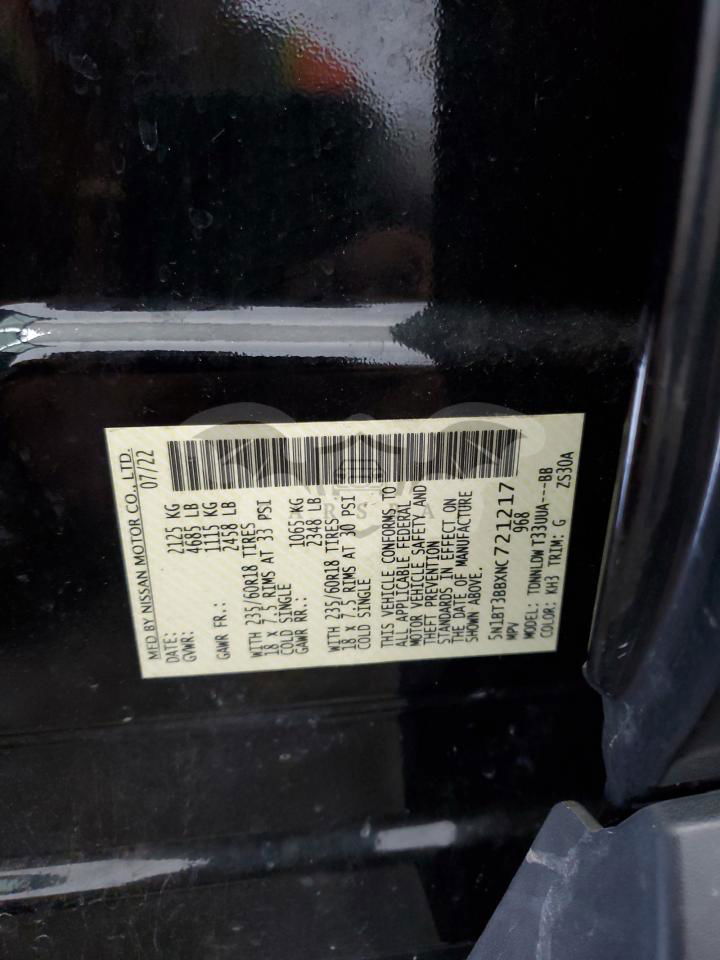 MFD BY NISSAN MOTOR CO., LTD.
DATE: 07/22
GVWR: 2125 KG
4685 LB
GAWR FR.: 1115 KG
2458 LB
WITH 235/60R18 TIRES
18 x 7.5 RIMS AT 33 PSI
COLD SINGLE
GAWR RR.: 1065 KG
2348 LB
WITH 235/60R18 TIRES
18 x 7.5 RIMS AT 30 PSI
COLD SINGLE
THIS VEHICLE CONFORMS TO
ALL APPLICABLE FEDERAL
MOTOR VEHICLE SAFETY AND
THEFT PREVENTION
STANDARDS IN EFFECT ON
THE DATE OF MANUFACTURE
SHOWN ABOVE.
5N1BT3BBXNC721217
MPV 968
MODEL: TDNNLDW T33UUA----BB
COLOR: KH3 TRIM: G ZS30A